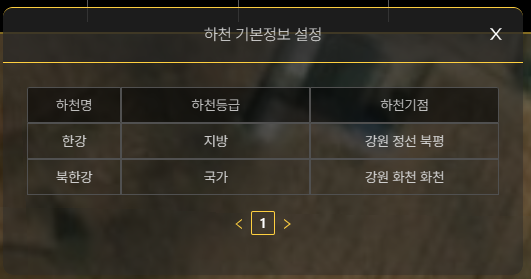 하천 기본정보 설정 X
하천명 하천등급 하천기점
한강 지방 강원 정선 북평
북한강 국가 강원 화천 화천
< 1 >